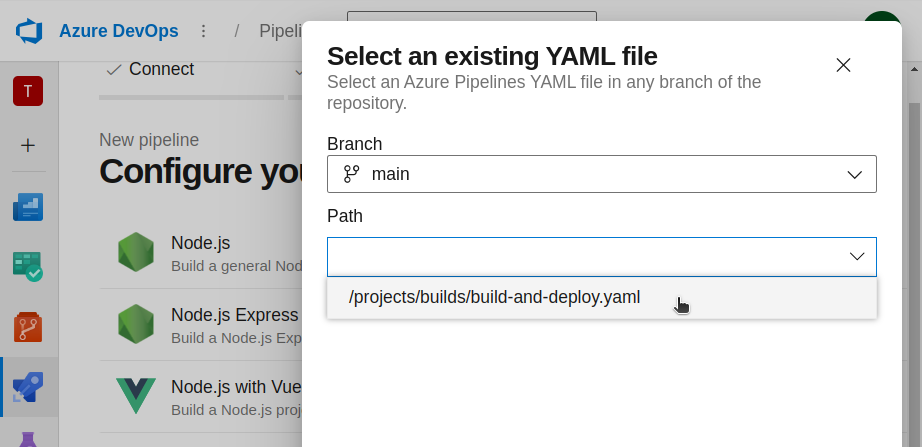 Azure DevOps / Pipeli
T
Connect
New pipeline
Configure you
Node.js
Build a general Nod
Node.js Express
Build a Node.js Exp
Node.js with Vue
Build a Node.js proj
Select an existing YAML file
Select an Azure Pipelines YAML file in any branch of the
repository.
Branch
main
Path
/projects/builds/build-and-deploy.yaml